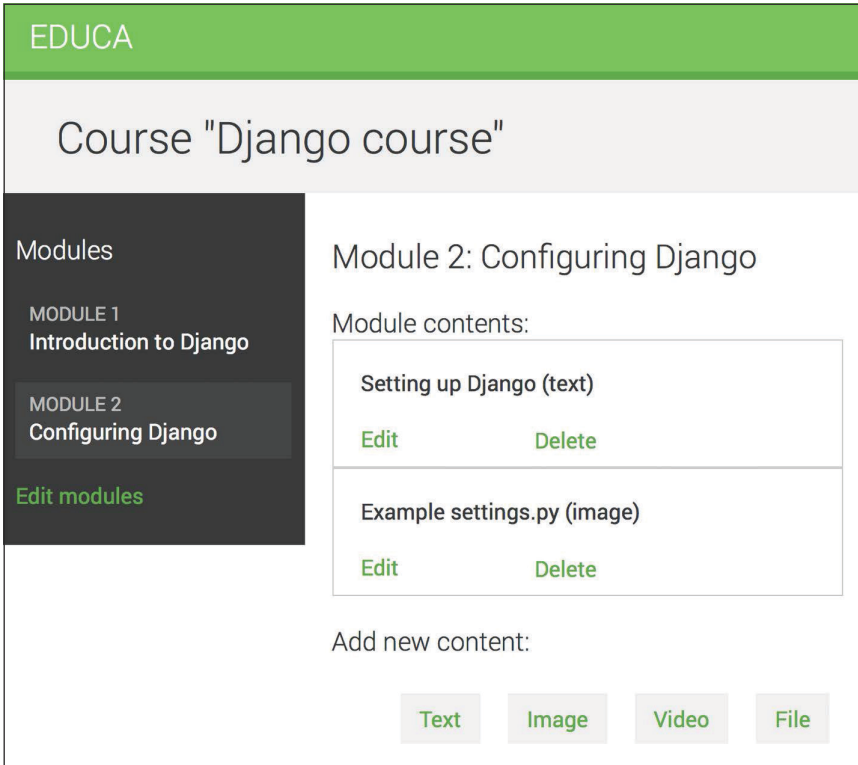 EDUCA
Course "Django course"
Modules
MODULE 1
Introduction to Django
MODULE 2
Configuring Django
Edit modules
Module 2: Configuring Django
Module contents:
Setting up Django (text)
Edit Delete
Example settings.py (image)
Edit Delete
Add new content:
Text Image Video File